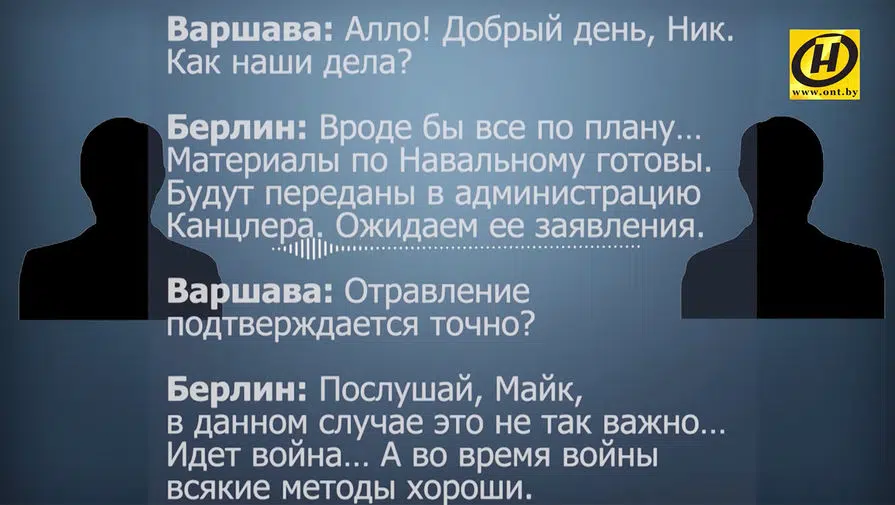 Варшава: Алло! Добрый день, Ник.
Как наши дела?
Берлин: Вроде бы все по плану...
Материалы по Навальному готовы.
Будут переданы в администрацию
Канцлера. Ожидаем ее заявления.
Варшава: Отравление
подтверждается точно?
Берлин: Послушай, Майк,
в данном случае это не так важно...
Идет война... А во время войны
всякие методы хороши.
ОНТ
www.ont.by